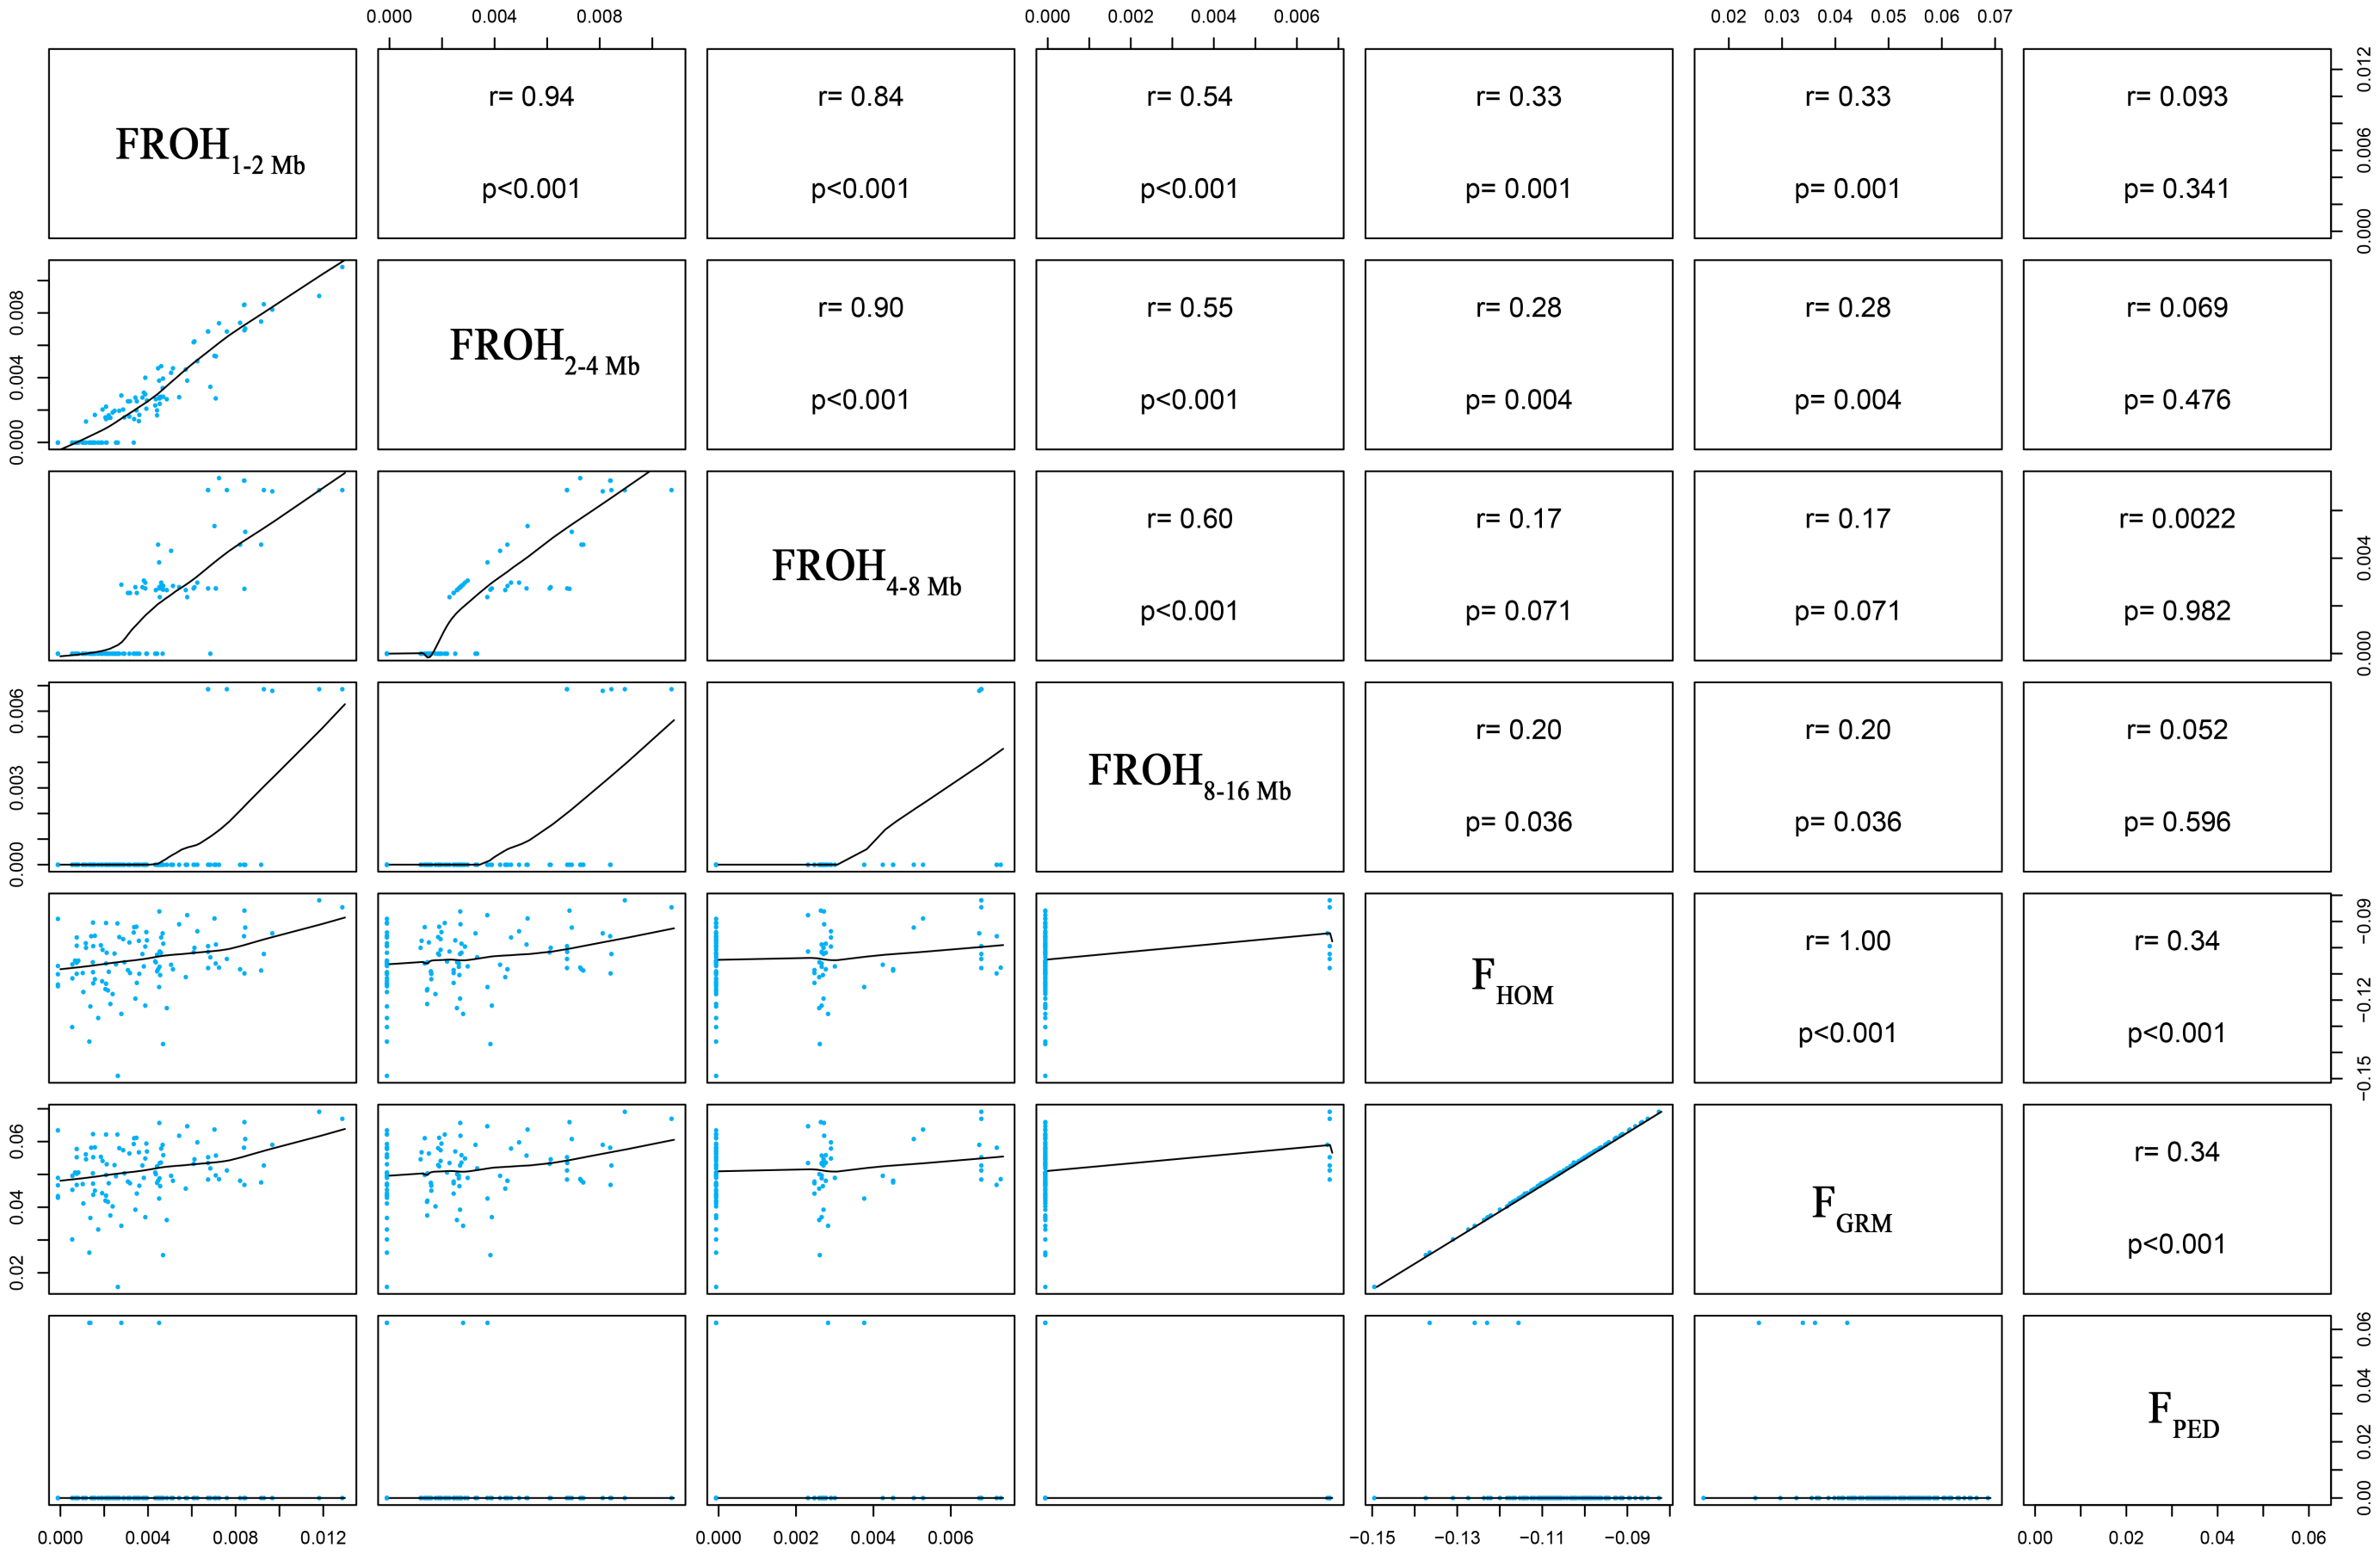 0.000 0.004 0.008 0.000 0.002 0.004 0.006 0.02 0.03 0.04 0.05 0.06 0.07
FROH1-2 Mb
r= 0.94 r= 0.84 r= 0.54 r= 0.33 r= 0.33 r= 0.093
p<0.001 p<0.001 p<0.001 p= 0.001 p= 0.001 p= 0.341
0.000 0.006 0.012
0.000 0.004 0.008
FROH2-4 Mb
r= 0.90 r= 0.55 r= 0.28 r= 0.28 r= 0.069
p<0.001 p<0.001 p= 0.004 p= 0.004 p= 0.476
FROH4-8 Mb
r= 0.60 r= 0.17 r= 0.17 r= 0.0022
p<0.001 p= 0.071 p= 0.071 p= 0.982
0.000 0.004
0.000 0.003 0.006
FROH8-16 Mb
r= 0.20 r= 0.20 r= 0.052
p= 0.036 p= 0.036 p= 0.596
FHOM
r= 1.00 r= 0.34
p<0.001 p<0.001
−0.15 −0.12 −0.09
0.02 0.04 0.06
FGRM
r= 0.34
p<0.001
FPED
0.00 0.02 0.04 0.06
0.000 0.004 0.008 0.012 0.000 0.002 0.004 0.006 −0.15 −0.13 −0.11 −0.09 0.00 0.02 0.04 0.06